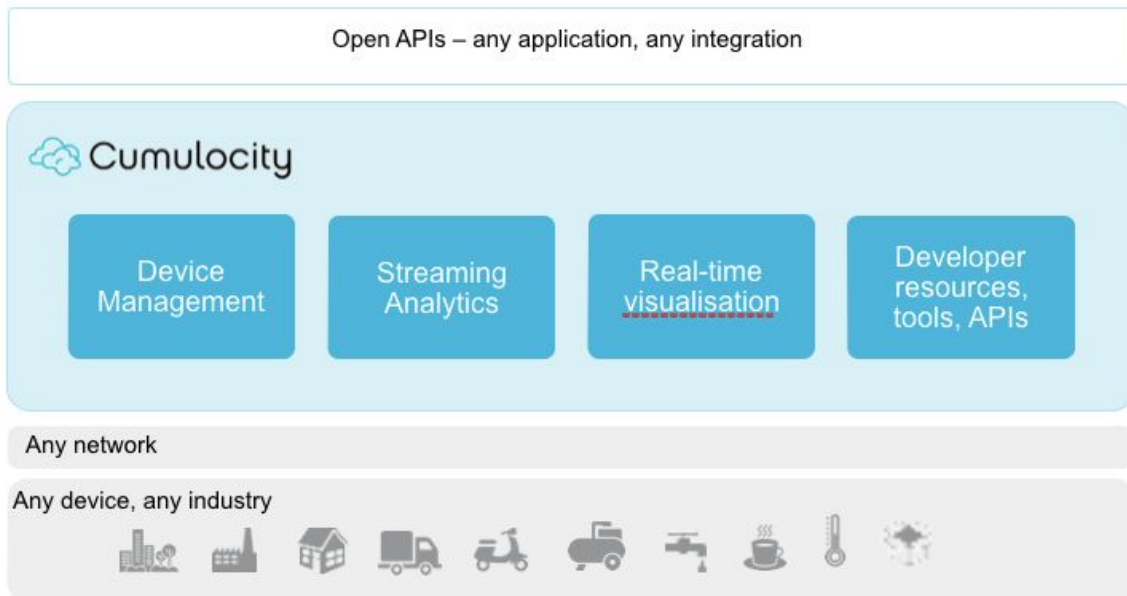 Open APIs – any application, any integration
Cumulocity
Device
Management
Streaming
Analytics
Real-time
visualisation
Developer
resources,
tools, APIs
Any network
Any device, any industry